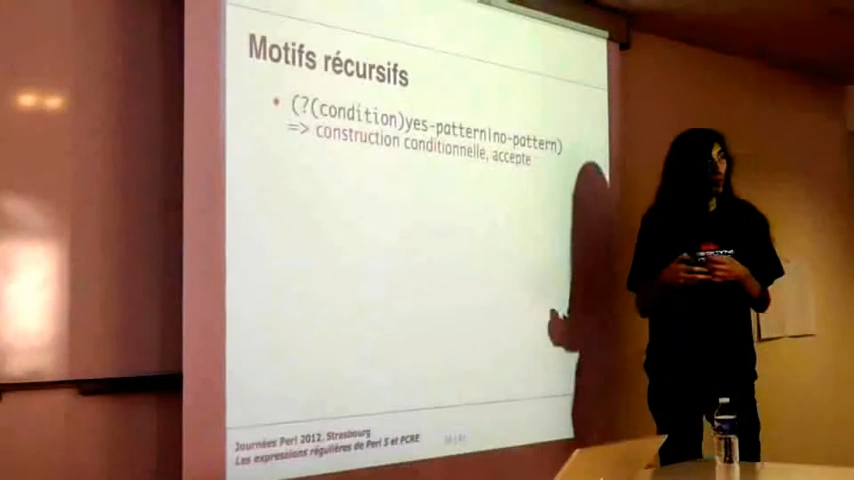 Motifs récursifs
• (?(condition)yes-pattern|no-pattern)
=> construction conditionnelle, accepte
Journées Perl 2012, Strasbourg
Les expressions régulières de Perl 5 et PCRE